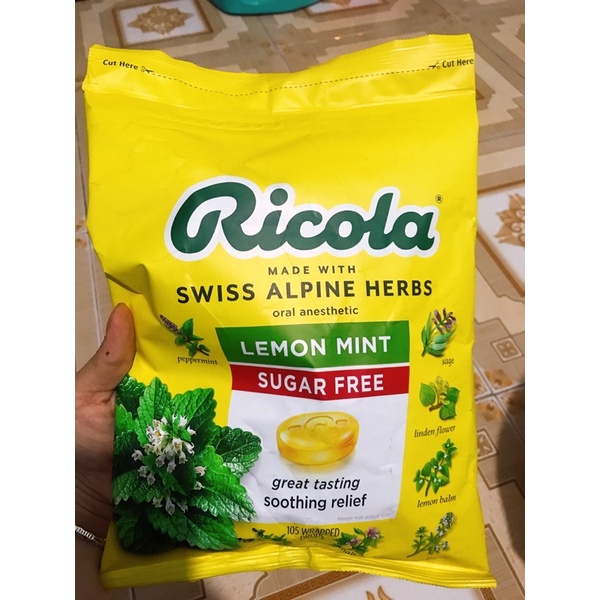 Cut Here
Cut Here
Ricola®
MADE WITH
SWISS ALPINE HERBS
oral anesthetic
LEMON MINT
SUGAR FREE
peppermint
sage
linden flower
lemon balm
great tasting
soothing relief
105 WRAPPED
DROPS